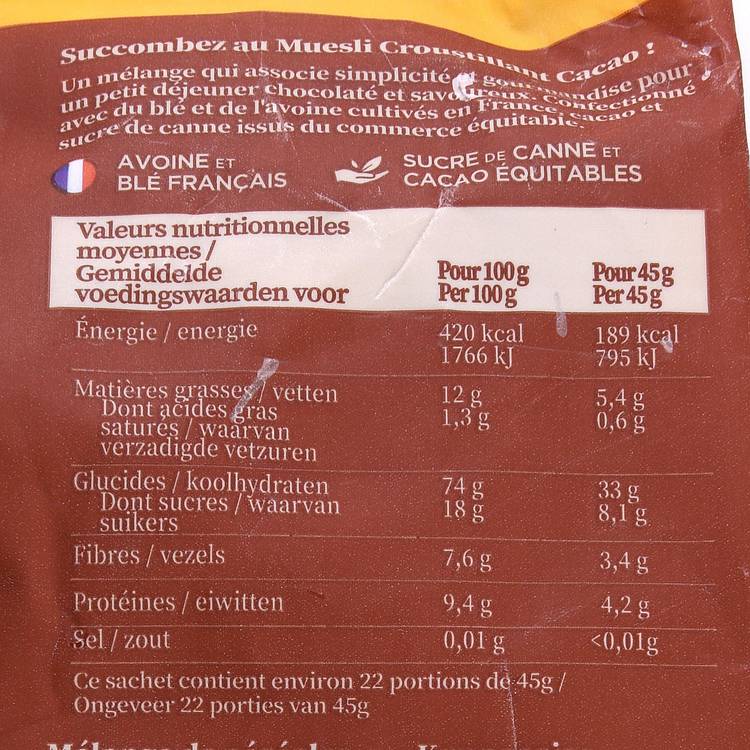 Succombez au Muesli Croustillant Cacao !
Un mélange qui associe simplicité et gourmandise pour
un petit déjeuner chocolaté et savoureux. Confectionné
avec du blé et de l'avoine cultivés en France, cacao et
sucre de canne issus du commerce équitable.
AVOINE ET
BLÉ FRANÇAIS
SUCRE DE CANNE ET
CACAO ÉQUITABLES
Valeurs nutritionnelles
moyennes /
Gemiddelde
voedingswaarden voor
Pour 100 g
Per 100 g
Pour 45 g
Per 45 g
Énergie / energie
420 kcal
1766 kJ
189 kcal
795 kJ
Matières grasses / vetten
Dont acides gras
saturés / waarvan
verzadigde vetzuren
12 g
1,3 g
5,4 g
0,6 g
Glucides / koolhydraten
Dont sucres / waarvan
suikers
74 g
18 g
33 g
8,1 g
Fibres / vezels
7,6 g
3,4 g
Protéines / eiwitten
9,4 g
4,2 g
Sel / zout
0,01 g
<0,01g
Ce sachet contient environ 22 portions de 45g /
Ongeveer 22 porties van 45g